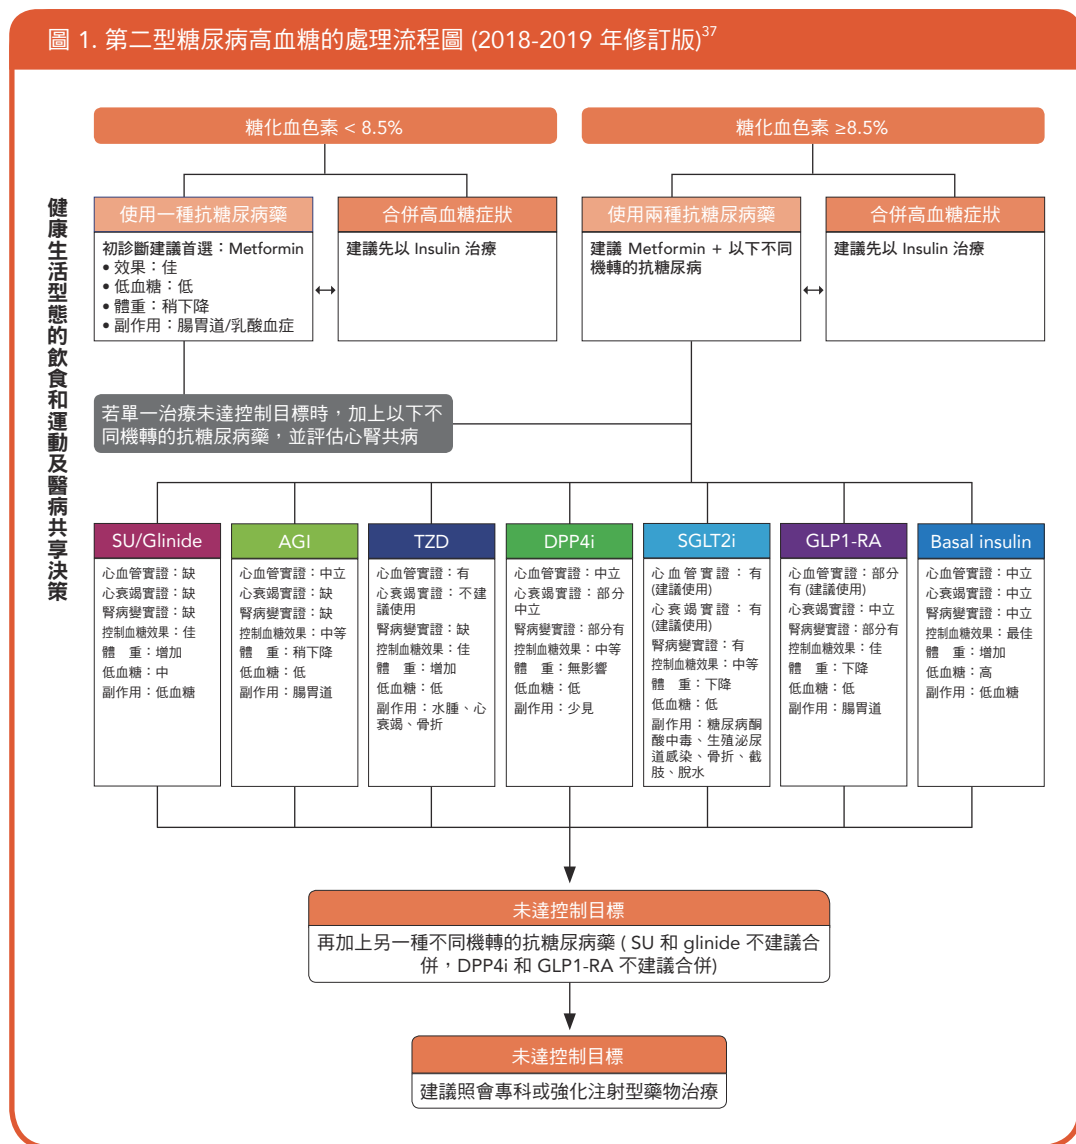 圖 1. 第二型糖尿病高血糖的處理流程圖 (2018-2019 年修訂版)37
糖化血色素 < 8.5%
糖化血色素 ≥8.5%
健康生活型態的飲食和運動及醫病共享決策
使用一種抗糖尿病藥
初診斷建議首選：Metformin
• 效果：佳
• 低血糖：低
• 體重：稍下降
• 副作用：腸胃道/乳酸血症
合併高血糖症狀
建議先以 Insulin 治療
使用兩種抗糖尿病藥
建議 Metformin + 以下不同
機轉的抗糖尿病
合併高血糖症狀
建議先以 Insulin 治療
若單一治療未達控制目標時，加上以下不
同機轉的抗糖尿病藥，並評估心腎共病
SU/Glinide
心血管實證：缺
心衰竭實證：缺
腎病變實證：缺
控制血糖效果：佳
體 重：增加
低血糖：中
副作用：低血糖
AGI
心血管實證：中立
心衰竭實證：缺
腎病變實證：缺
控制血糖效果：中等
體 重：稍下降
低血糖：低
副作用：腸胃道
TZD
心血管實證：有
心衰竭實證：不建
議使用
腎病變實證：缺
控制血糖效果：佳
體 重：增加
低血糖：低
副作用：水腫、心
衰竭、骨折
DPP4i
心血管實證：中立
心衰竭實證：部分
中立
腎病變實證：部分有
控制血糖效果：中等
體 重：無影響
低血糖：低
副作用：少見
SGLT2i
心血管實證：有
(建議使用)
心衰竭實證：有
(建議使用)
腎病變實證：有
控制血糖效果：中等
體 重：下降
低血糖：低
副作用：糖尿病酮
酸中毒、生殖泌尿
道感染、骨折、截
肢、脫水
GLP1-RA
心血管實證：部分
有 (建議使用)
心衰竭實證：中立
腎病變實證：部分有
控制血糖效果：佳
體 重：下降
低血糖：低
副作用：腸胃道
Basal insulin
心血管實證：中立
心衰竭實證：中立
腎病變實證：中立
控制血糖效果：最佳
體 重：增加
低血糖：高
副作用：低血糖
未達控制目標
再加上另一種不同機轉的抗糖尿病藥 ( SU 和 glinide 不建議合
併，DPP4i 和 GLP1-RA 不建議合併)
未達控制目標
建議照會專科或強化注射型藥物治療